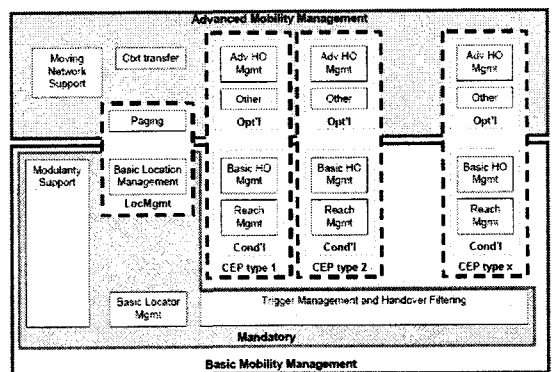 Advanced Mobility Management
Moving
Network
Support
Ctxt transfer
Adv HO
Mgmt
Other
Opt'l
Adv HO
Mgmt
Other
Opt'l
Adv HO
Mgmt
Other
Opt'l
Paging
Basic Location
Management
LocMgmt
Modularity
Support
Basic HO
Mgmt
Reach
Mgmt
Cond'l
CEP type 1
Basic HO
Mgmt
Reach
Mgmt
Cond'l
CEP type 2
Basic HO
Mgmt
Reach
Mgmt
Cond'l
CEP type x
Basic Locator
Mgmt
Trigger Management and Handover Filtering
Mandatory
Basic Mobility Management